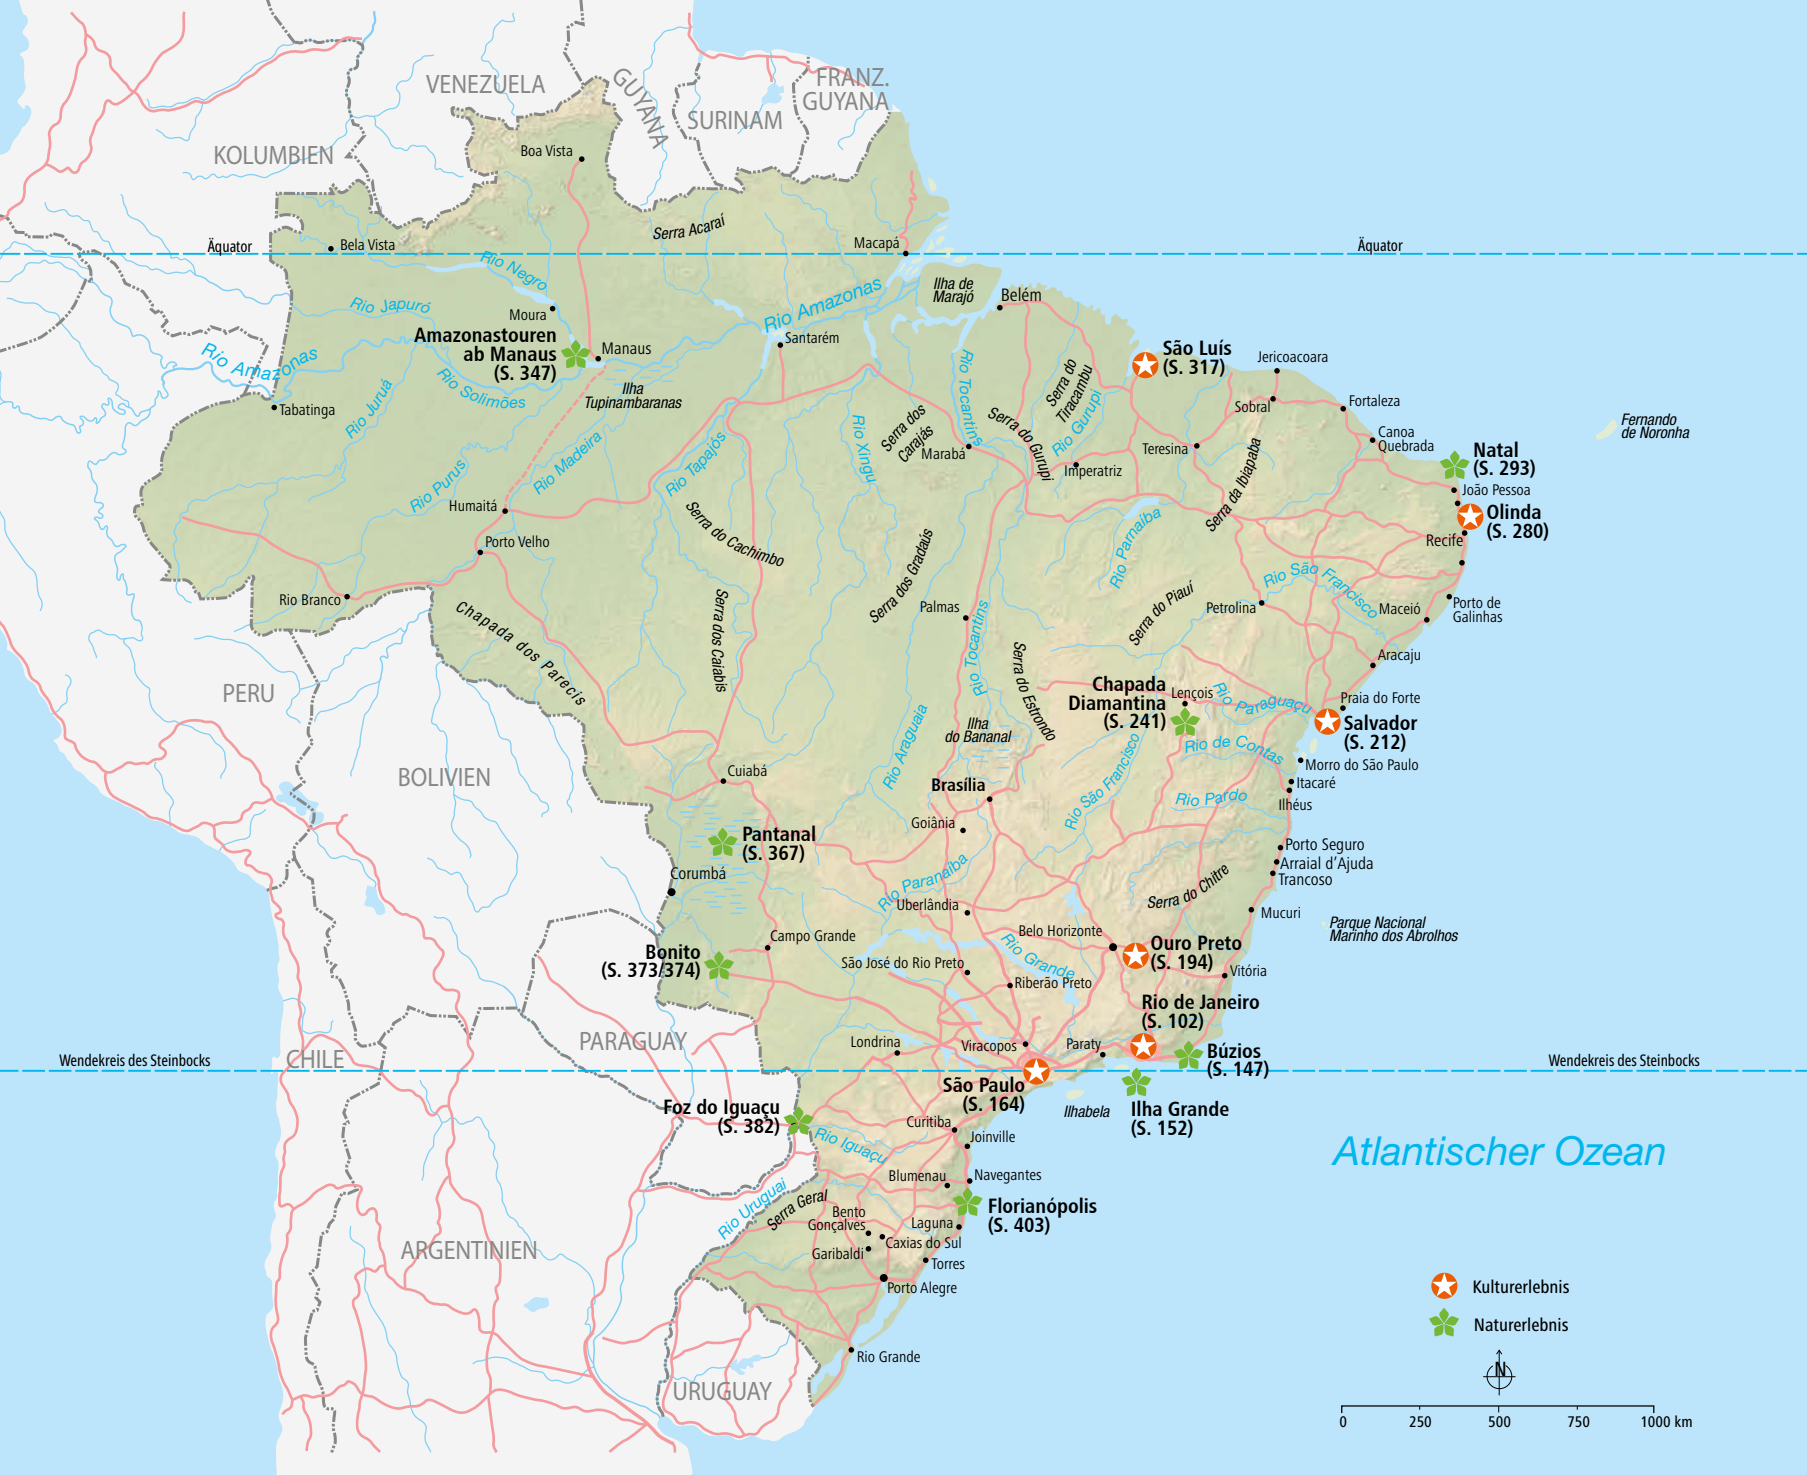 VENEZUELA
GUYANA
FRANZ.
GUYANA
SURINAM
KOLUMBIEN
Boa Vista
Serra Acaraí
Äquator
Bela Vista
Macapá
Äquator
Rio Negro
Ilha de
Marajó
Belém
Rio Japuró
Moura
Rio Amazonas
Amazonastouren
ab Manaus
(S. 347)
Manaus
Santarém
São Luís
(S. 317)
Jericoacoara
Rio Amazonas
Rio Tocantins
Serra do
Tiracambu
Ilha
Tupinambaranas
Rio Solimões
Rio Juruá
Tabatinga
Sobral
Fortaleza
Fernando
de Noronha
Serra dos
Carajás
Serra do Gurupi
Rio Gurupi
Canoa
Quebrada
Rio Xingu
Marabá
Teresina
Serra da Ibiapaba
Natal
(S. 293)
Imperatriz
Rio Purus
Rio Madeira
Rio Tapajós
João Pessoa
Humaitá
Olinda
(S. 280)
Serra do Cachimbo
Rio Parnaíba
Recife
Porto Velho
Serra dos Gradaús
Rio São Francisco
Rio Branco
Chapada dos Parecis
Serra dos Caiabis
Palmas
Rio Tocantins
Serra do Piauí
Petrolina
Maceió
Porto de
Galinhas
Serra do Estrondo
Aracaju
PERU
Chapada
Diamantina
(S. 241)
Lençois
Rio Paraguaçu
Praia do Forte
Salvador
(S. 212)
Rio Araguaia
Ilha
do Bananal
Rio de Contas
Rio São Francisco
Morro do São Paulo
BOLIVIEN
Cuiabá
Brasília
Itacaré
Rio Pardo
Ilhéus
Goiânia
Pantanal
(S. 367)
Porto Seguro
Arraial d'Ajuda
Trancoso
Corumbá
Rio Paranaíba
Serra do Chitre
Uberlândia
Mucuri
Parque Nacional
Marinho dos Abrolhos
Campo Grande
Belo Horizonte
Ouro Preto
(S. 194)
Bonito
(S. 373/374)
São José do Rio Preto
Rio Grande
Riberão Preto
Vitória
Rio de Janeiro
(S. 102)
PARAGUAY
Londrina
Viracopos
Paraty
Búzios
(S. 147)
CHILE
Wendekreis des Steinbocks
Wendekreis des Steinbocks
São Paulo
(S. 164)
Ilhabela
Ilha Grande
(S. 152)
Foz do Iguaçu
(S. 382)
Rio Iguaçu
Curitiba
Joinville
Atlantischer Ozean
Blumenau
Navegantes
Rio Uruguai
Serra Geral
Florianópolis
(S. 403)
Bento
Gonçalves
Laguna
Caxias do Sul
Garibaldi
Torres
ARGENTINIEN
Porto Alegre
Rio Grande
URUGUAY
Kulturerlebnis
Naturerlebnis
N
0 250 500 750 1000 km